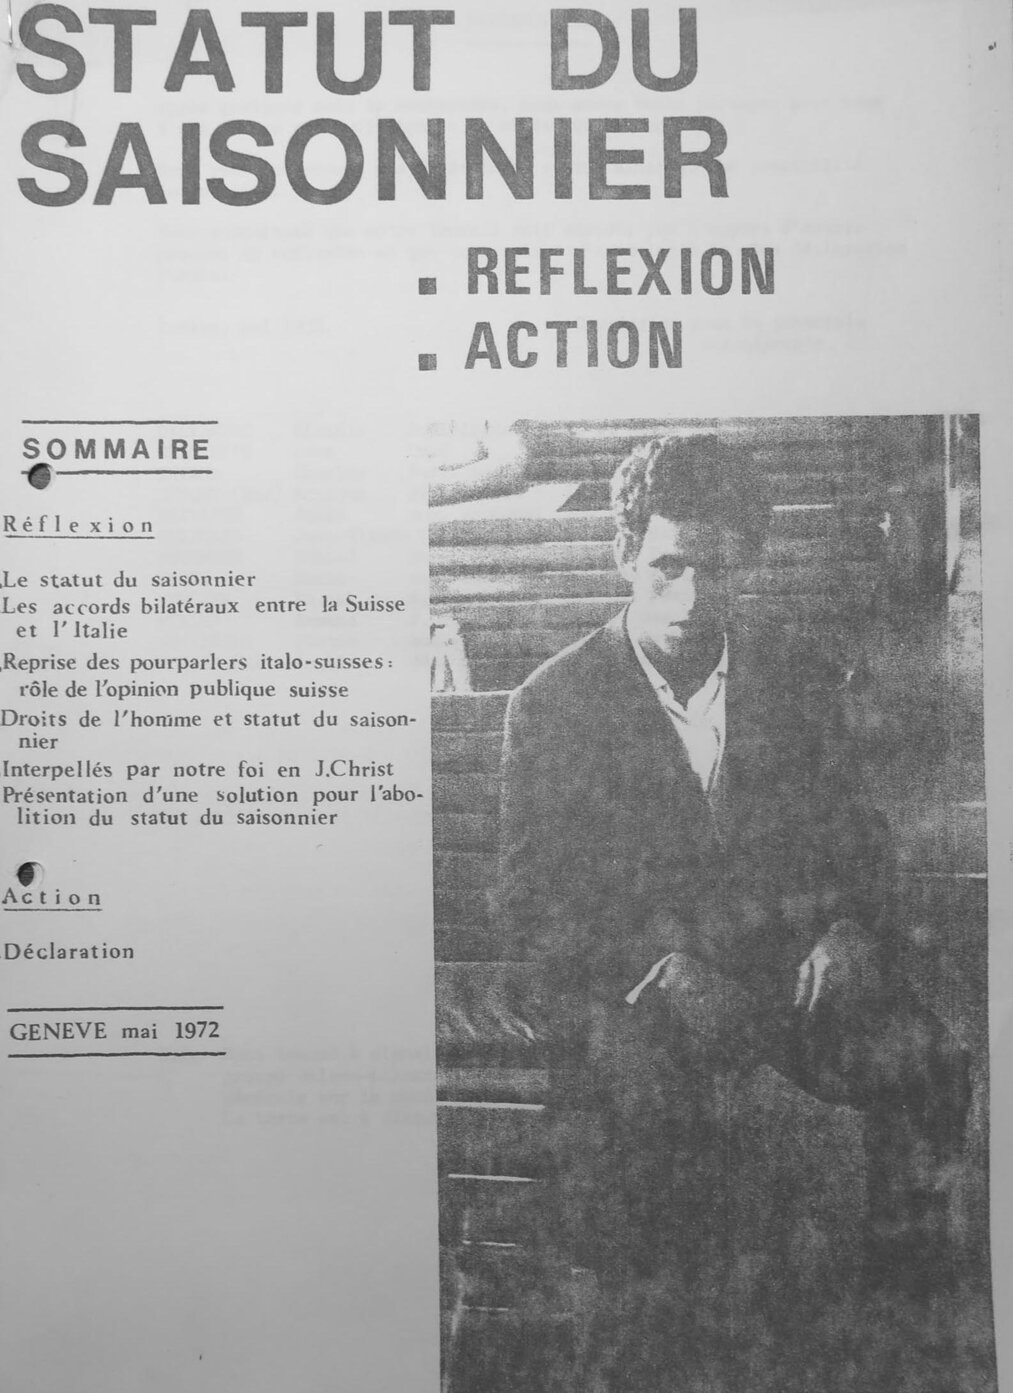 STATUT DU
SAISONNIER
. REFLEXION
. ACTION
SOMMAIRE
Réflexion
.Le statut du saisonnier
.Les accords bilatéraux entre la Suisse
et l'Italie
.Reprise des pourparlers italo-suisses:
rôle de l'opinion publique suisse
.Droits de l'homme et statut du saison-
nier
.Interpellés par notre foi en J.Christ
.Présentation d'une solution pour l'abo-
lition du statut du saisonnier
Action
.Déclaration
GENEVE mai 1972